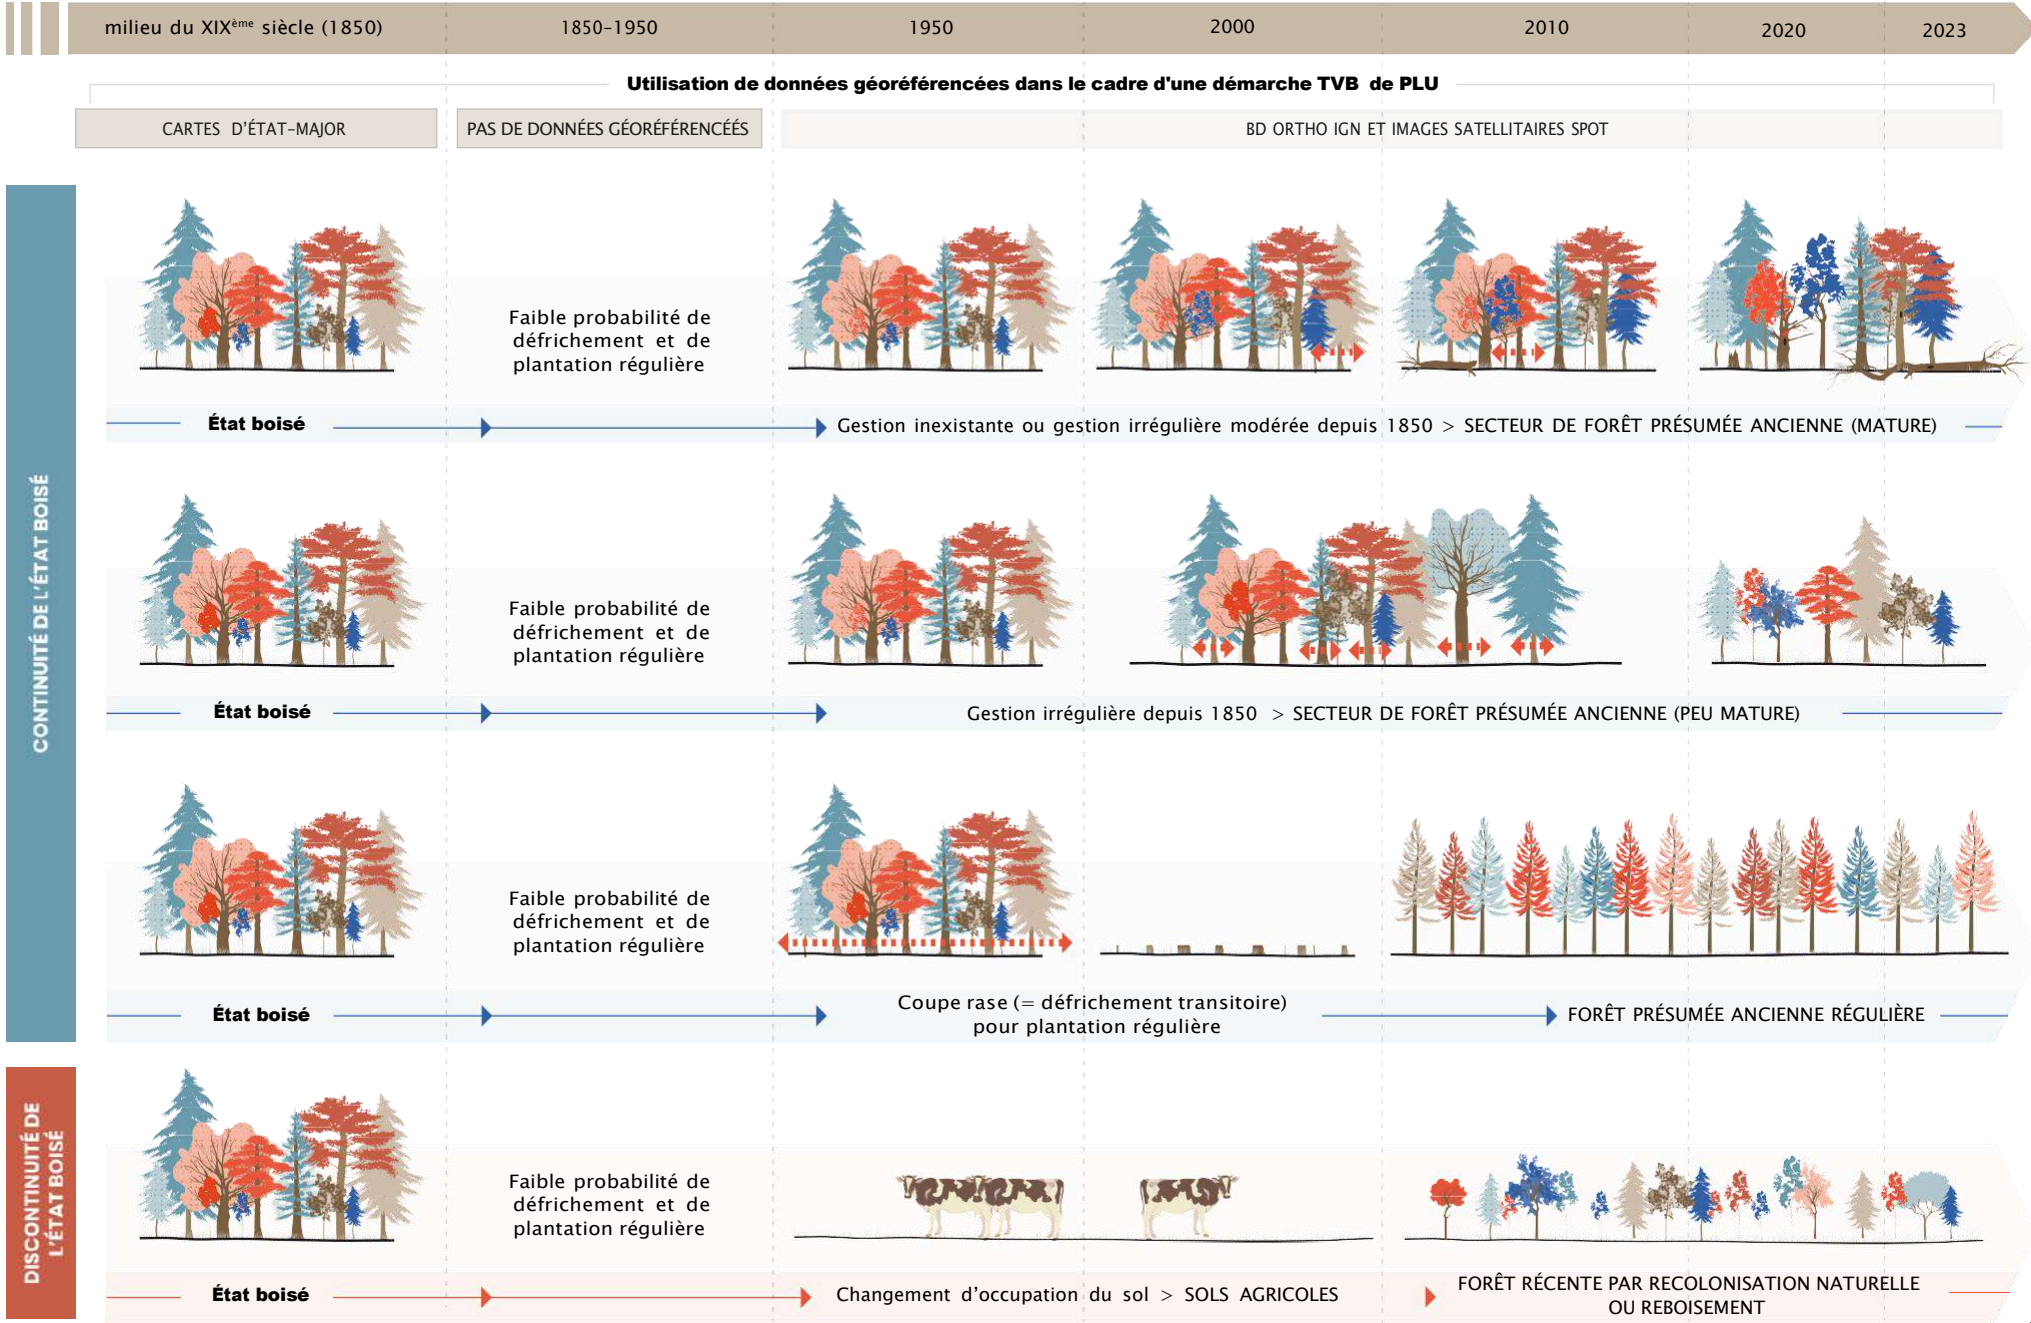 milieu du XIXème siècle (1850)
1850-1950
1950
2000
2010
2020
2023
Utilisation de données géoréférencées dans le cadre d'une démarche TVB de PLU
CARTES D'ÉTAT-MAJOR
PAS DE DONNÉES GÉORÉFÉRENCÉÉS
BD ORTHO IGN ET IMAGES SATELLITAIRES SPOT
CONTINUITÉ DE L'ÉTAT BOISÉ
Faible probabilité de
défrichement et de
plantation régulière
État boisé
Gestion inexistante ou gestion irrégulière modérée depuis 1850 > SECTEUR DE FORÊT PRÉSUMÉE ANCIENNE (MATURE)
Faible probabilité de
défrichement et de
plantation régulière
État boisé
Gestion irrégulière depuis 1850 > SECTEUR DE FORÊT PRÉSUMÉE ANCIENNE (PEU MATURE)
Faible probabilité de
défrichement et de
plantation régulière
État boisé
Coupe rase (= défrichement transitoire)
pour plantation régulière
FORÊT PRÉSUMÉE ANCIENNE RÉGULIÈRE
DISCONTINUITÉ DE
L'ÉTAT BOISÉ
Faible probabilité de
défrichement et de
plantation régulière
État boisé
Changement d'occupation du sol > SOLS AGRICOLES
FORÊT RÉCENTE PAR RECOLONISATION NATURELLE
OU REBOISEMENT